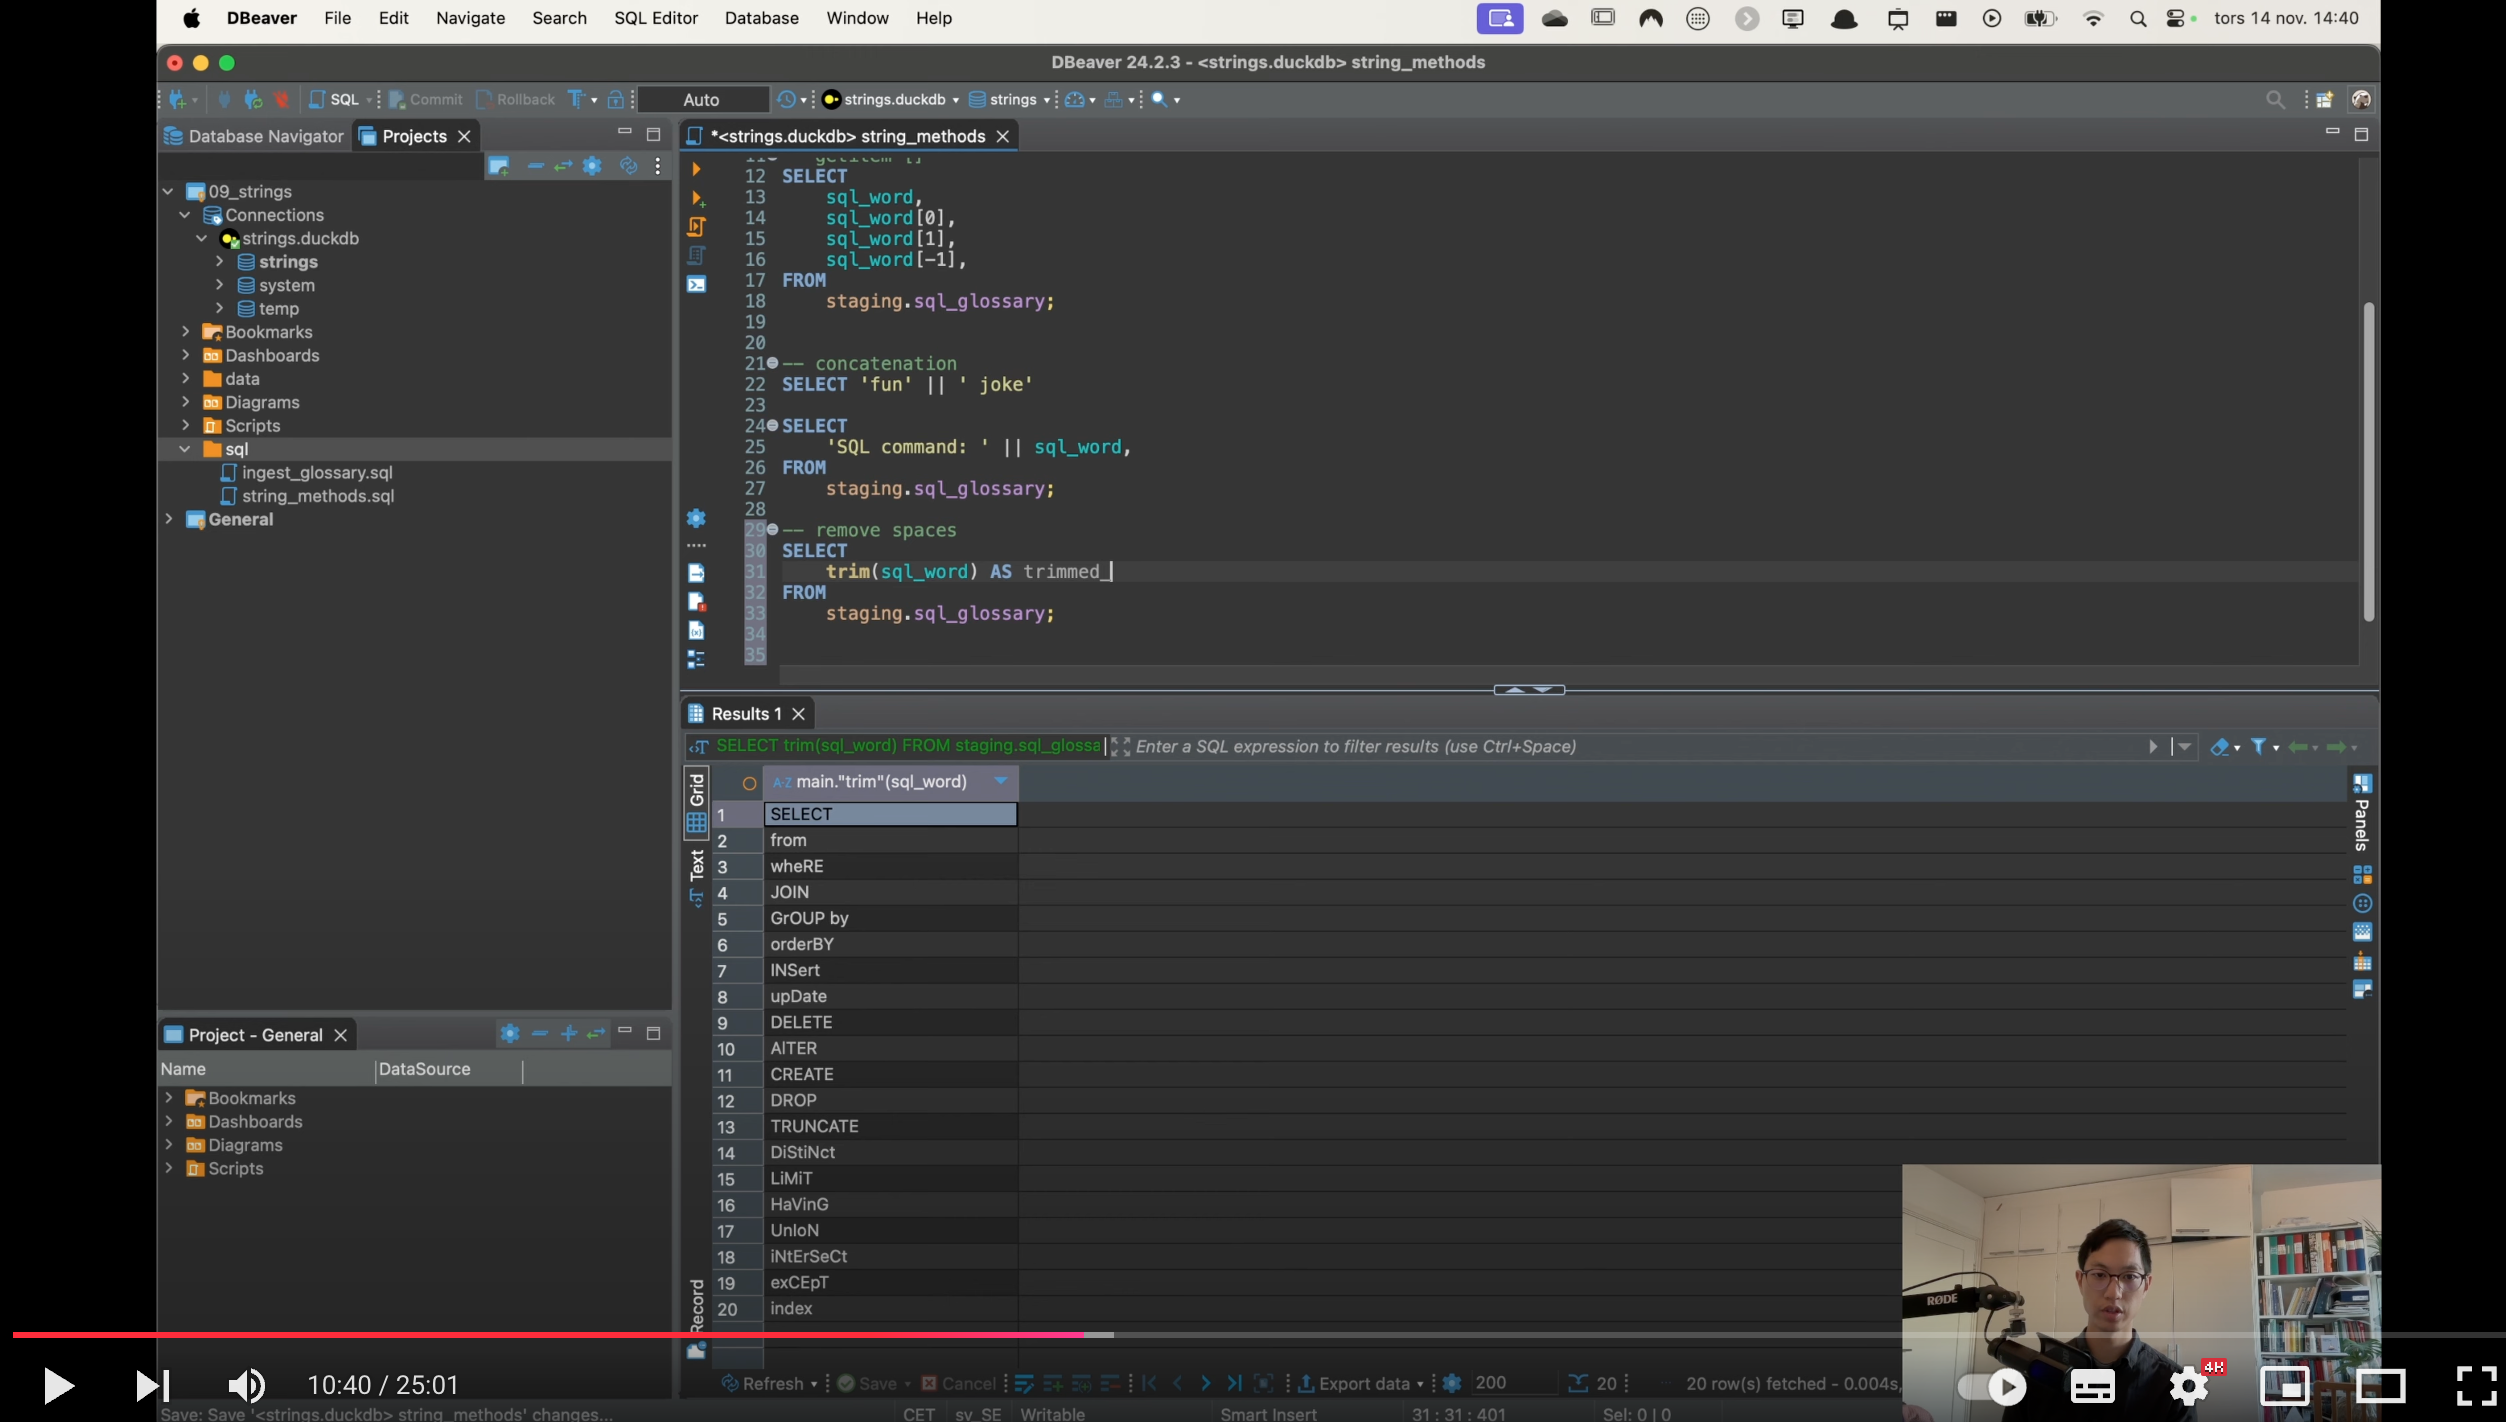 DBeaver File Edit Navigate Search SQL Editor Database Window Help
tors 14 nov. 14:40
DBeaver 24.2.3 - <strings.duckdb> string_methods
SQL Commit Rollback Auto strings.duckdb strings
Database Navigator Projects
09_strings
Connections
strings.duckdb
strings
system
temp
Bookmarks
Dashboards
data
Diagrams
Scripts
sql
ingest_glossary.sql
string_methods.sql
General
*<strings.duckdb> string_methods
12 SELECT
13 sql_word,
14 sql_word[0],
15 sql_word[1],
16 sql_word[-1],
17 FROM
18 staging.sql_glossary;
19
20
21 -- concatenation
22 SELECT 'fun' || ' joke'
23
24 SELECT
25 'SQL command: ' || sql_word,
26 FROM
27 staging.sql_glossary;
28
29 -- remove spaces
30 SELECT
31 trim(sql_word) AS trimmed_
32 FROM
33 staging.sql_glossary;
34
35
Results 1
SELECT trim(sql_word) FROM staging.sql_glossa
Enter a SQL expression to filter results (use Ctrl+Space)
Grid
Text
Record
Panels
A-Z main."trim"(sql_word)
1 SELECT
2 from
3 wheRE
4 JOIN
5 GrOUP by
6 orderBY
7 INSert
8 upDate
9 DELETE
10 AlTER
11 CREATE
12 DROP
13 TRUNCATE
14 DiStiNct
15 LiMiT
16 HaVinG
17 UnIoN
18 iNtErSeCt
19 exCEpT
20 index
Project - General
Name DataSource
Bookmarks
Dashboards
Diagrams
Scripts
RØDE
10:40 / 25:01
Refresh Save Cancel Export data 200 20 20 row(s) fetched - 0.004s,
4K
Save: Save '<strings.duckdb> string_methods' changes... CET sv_SE Writable Smart Insert 31 : 31 : 401 Sel: 0 | 0